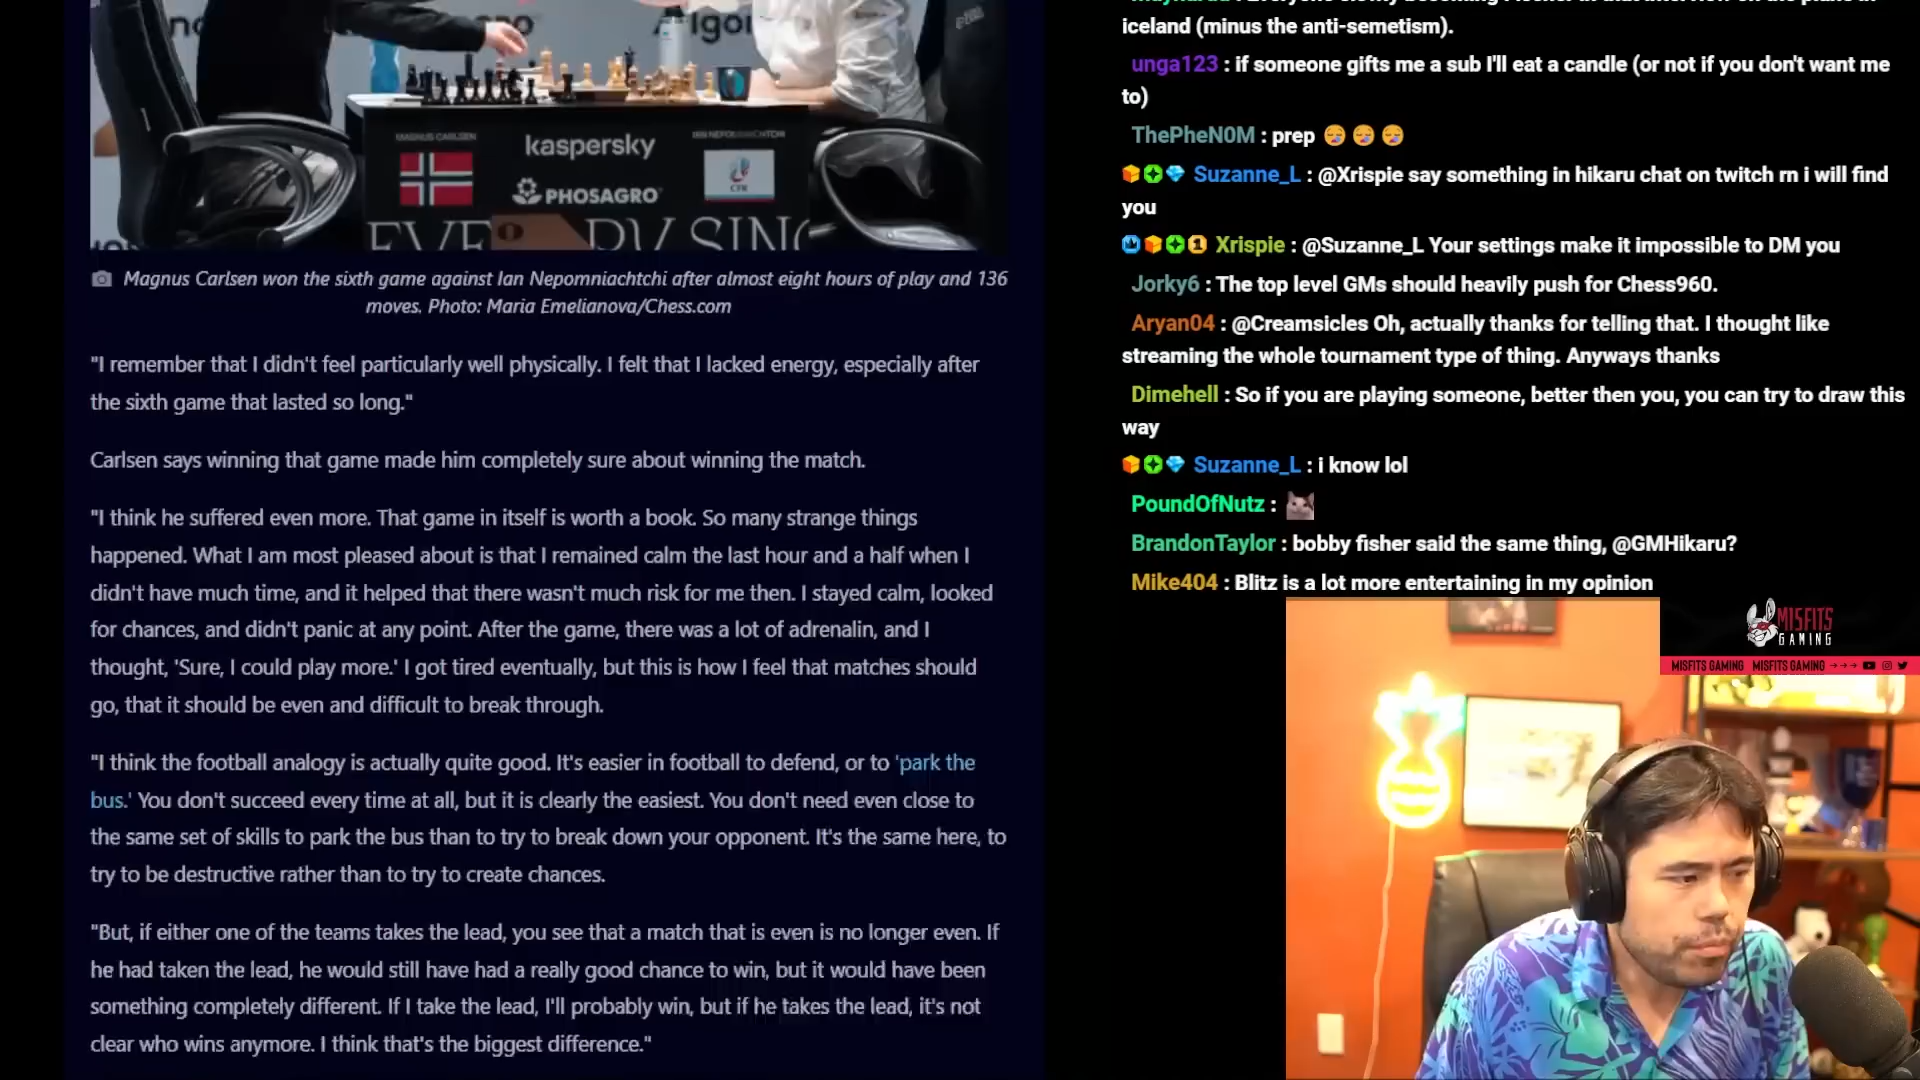 Algor
MAGNUS CARLSEN
kaspersky
IAN NEPOMNIACHTCHI
CFR
PHOSAGRO
Magnus Carlsen won the sixth game against Ian Nepomniachtchi after almost eight hours of play and 136
moves. Photo: Maria Emelianova/Chess.com
"I remember that I didn't feel particularly well physically. I felt that I lacked energy, especially after
the sixth game that lasted so long."
Carlsen says winning that game made him completely sure about winning the match.
"I think he suffered even more. That game in itself is worth a book. So many strange things
happened. What I am most pleased about is that I remained calm the last hour and a half when I
didn't have much time, and it helped that there wasn't much risk for me then. I stayed calm, looked
for chances, and didn't panic at any point. After the game, there was a lot of adrenalin, and I
thought, 'Sure, I could play more.' I got tired eventually, but this is how I feel that matches should
go, that it should be even and difficult to break through.
"I think the football analogy is actually quite good. It's easier in football to defend, or to 'park the
bus.' You don't succeed every time at all, but it is clearly the easiest. You don't need even close to
the same set of skills to park the bus than to try to break down your opponent. It's the same here, to
try to be destructive rather than to try to create chances.
"But, if either one of the teams takes the lead, you see that a match that is even is no longer even. If
he had taken the lead, he would still have had a really good chance to win, but it would have been
something completely different. If I take the lead, I'll probably win, but if he takes the lead, it's not
clear who wins anymore. I think that's the biggest difference."
iceland (minus the anti-semetism).
unga123 : if someone gifts me a sub I'll eat a candle (or not if you don't want me
to)
ThePheN0M : prep 😪 😪 😪
Suzanne_L : @Xrispie say something in hikaru chat on twitch rn i will find
you
Xrispie : @Suzanne_L Your settings make it impossible to DM you
Jorky6 : The top level GMs should heavily push for Chess960.
Aryan04 : @Creamsicles Oh, actually thanks for telling that. I thought like
streaming the whole tournament type of thing. Anyways thanks
Dimehell : So if you are playing someone, better then you, you can try to draw this
way
Suzanne_L : i know lol
PoundOfNutz :
BrandonTaylor : bobby fisher said the same thing, @GMHikaru?
Mike404 : Blitz is a lot more entertaining in my opinion
MISFITS
GAMING
MISFITS GAMING MISFITS GAMING →→→